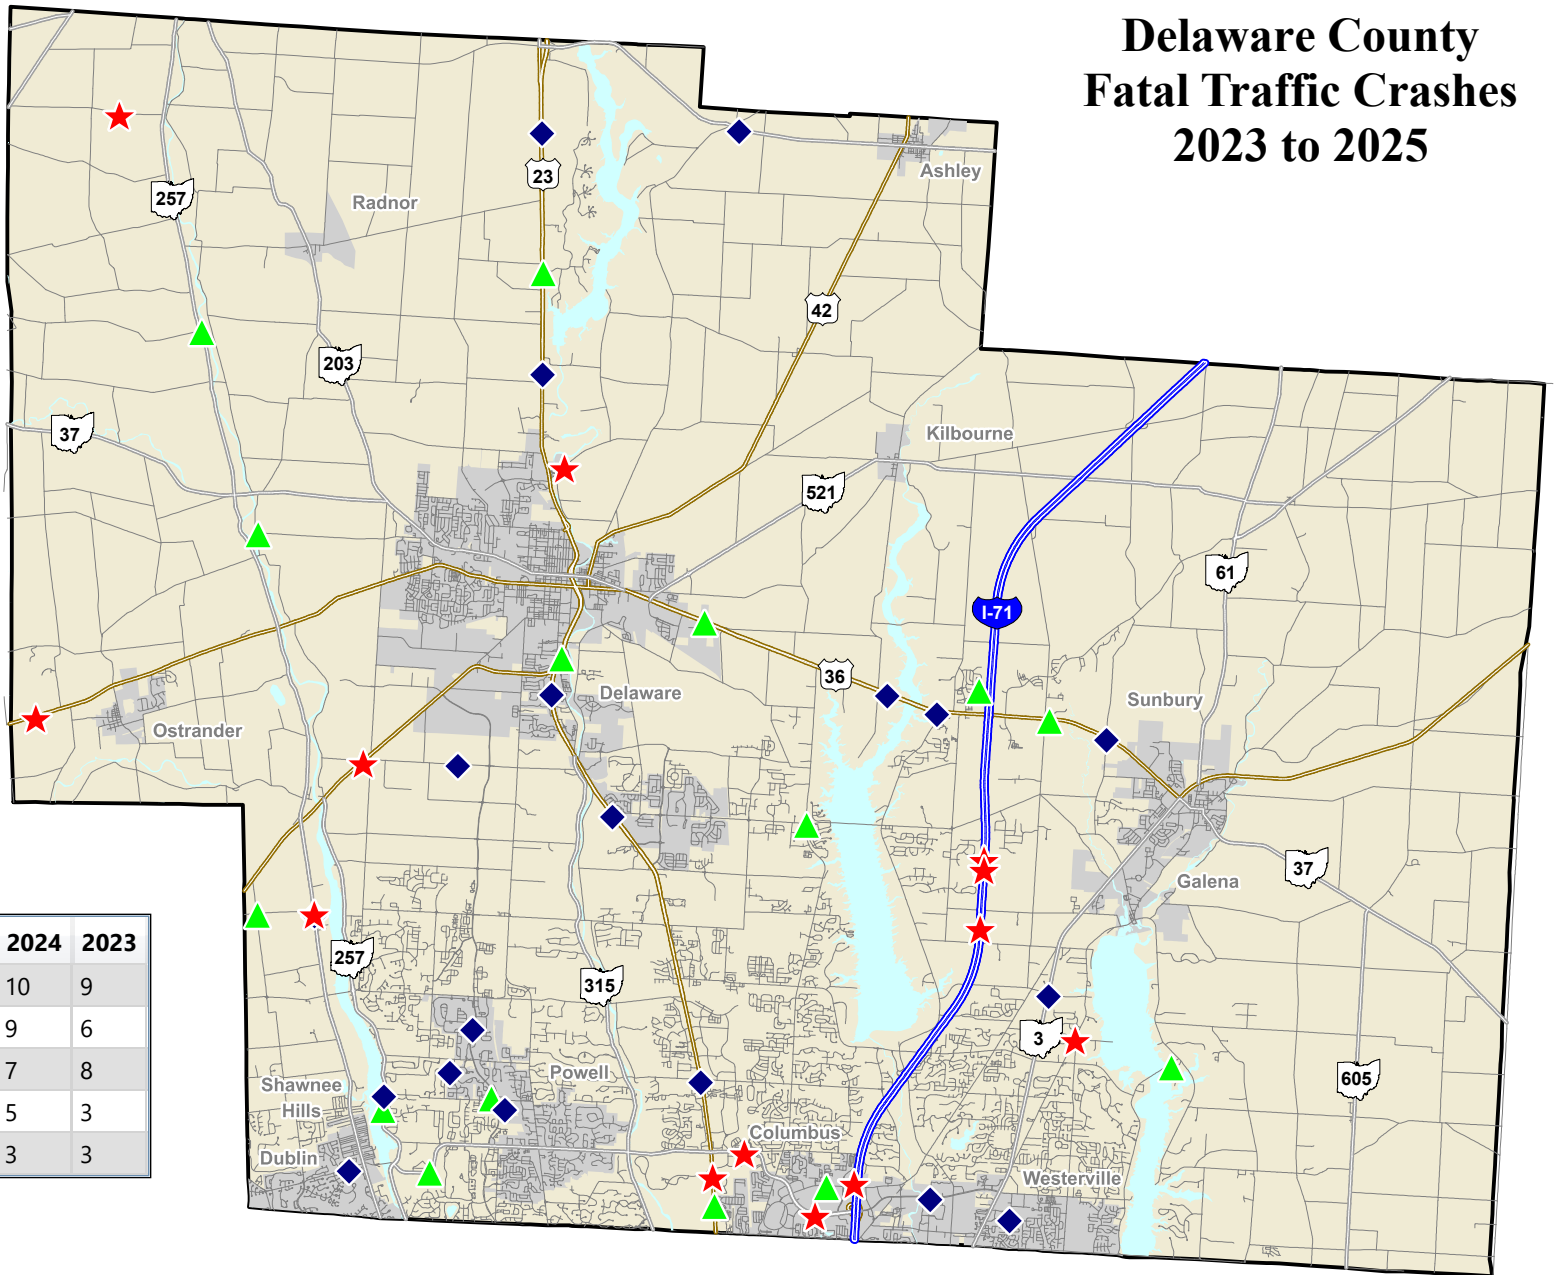 Delaware County
Fatal Traffic Crashes
2023 to 2025
Ashley
257
23
Radnor
42
203
37
Kilbourne
521
61
I-71
36
Delaware
Sunbury
Ostrander
37
Galena
2024 2023
10 9
9 6
7 8
5 3
3 3
257
315
3
605
Powell
Shawnee
Hills
Columbus
Dublin
Westerville